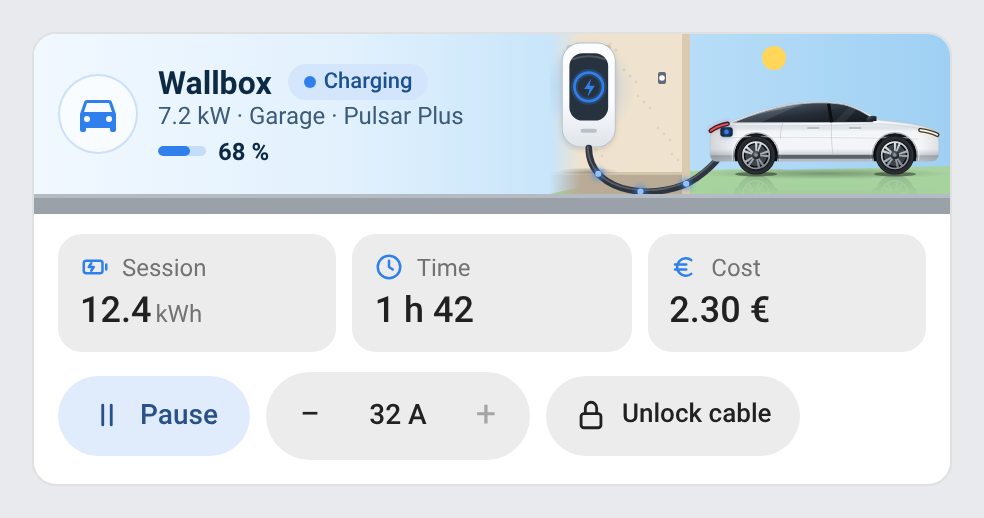 Wallbox
Charging
7.2 kW · Garage · Pulsar Plus
68 %
Session
12.4 kWh
Time
1 h 42
Cost
2.30 €
Pause
− 32 A +
Unlock cable